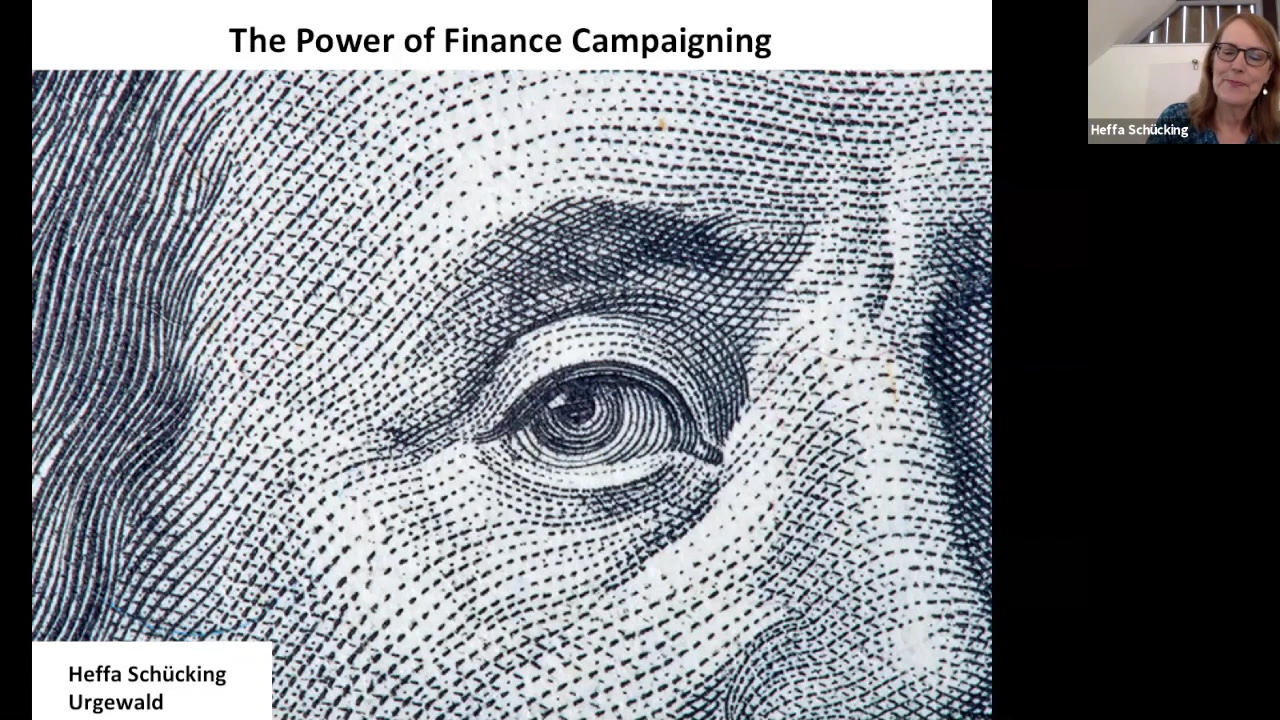 The Power of Finance Campaigning
Heffa Schücking
Heffa Schücking
Urgewald